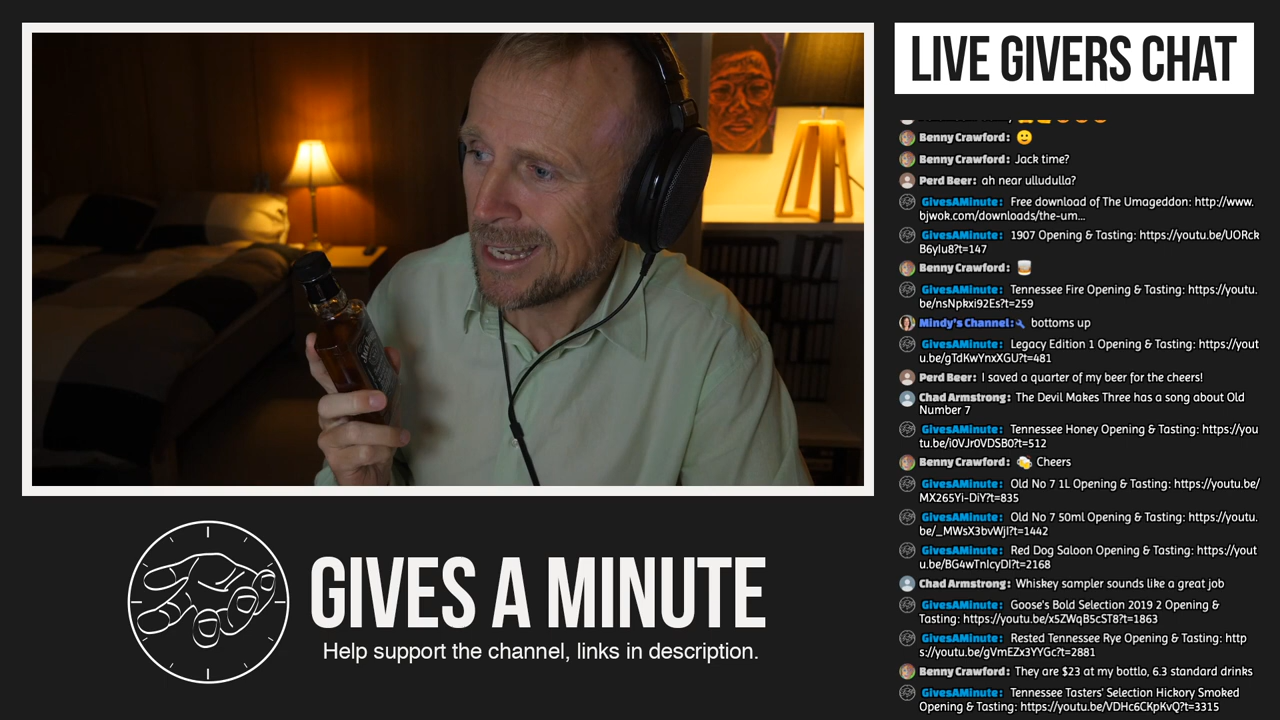 LIVE GIVERS CHAT
Benny Crawford:
Benny Crawford: Jack time?
Perd Beer: ah near ulludulla?
GivesAMinute: Free download of The Umageddon: http://www.
bjwok.com/downloads/the-um...
GivesAMinute: 1907 Opening & Tasting: https://youtu.be/UORck
B6yIu8?t=147
Benny Crawford:
GivesAMinute: Tennessee Fire Opening & Tasting: https://youtu.
be/nsNpkxi92Es?t=259
Mindy's Channel: bottoms up
GivesAMinute: Legacy Edition 1 Opening & Tasting: https://yout
u.be/gTdKwYnxXGU?t=481
Perd Beer: I saved a quarter of my beer for the cheers!
Chad Armstrong: The Devil Makes Three has a song about Old
Number 7
GivesAMinute: Tennessee Honey Opening & Tasting: https://you
tu.be/i0VJr0VDSB0?t=512
Benny Crawford: Cheers
GivesAMinute: Old No 7 1L Opening & Tasting: https://youtu.be/
MX265Yi-DiY?t=835
GivesAMinute: Old No 7 50ml Opening & Tasting: https://youtu.
be/_MWsX3bvWjI?t=1442
GivesAMinute: Red Dog Saloon Opening & Tasting: https://yout
u.be/BG4wTnIcyDI?t=2168
Chad Armstrong: Whiskey sampler sounds like a great job
GivesAMinute: Goose's Bold Selection 2019 2 Opening &
Tasting: https://youtu.be/x5ZWqB5cST8?t=1863
GivesAMinute: Rested Tennessee Rye Opening & Tasting: http
s://youtu.be/gVmEZx3YYGc?t=2881
Benny Crawford: They are $23 at my bottlo, 6.3 standard drinks
GivesAMinute: Tennessee Tasters' Selection Hickory Smoked
Opening & Tasting: https://youtu.be/VDHc6CKpKvQ?t=3315
GIVES A MINUTE
Help support the channel, links in description.